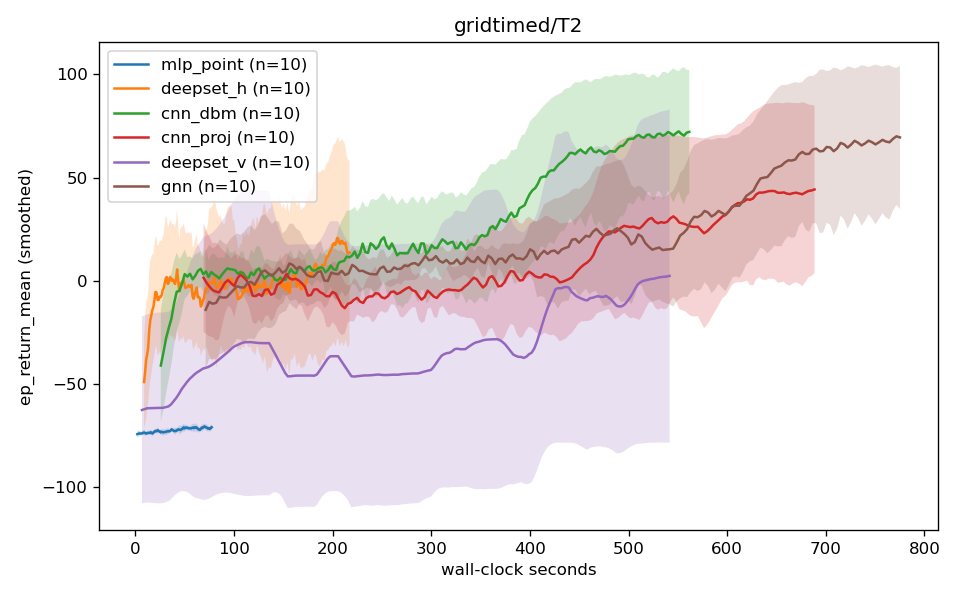 gridtimed/T2
mlp_point (n=10)
deepset_h (n=10)
cnn_dbm (n=10)
cnn_proj (n=10)
deepset_v (n=10)
gnn (n=10)
ep_return_mean (smoothed)
100
50
0
−50
−100
0 100 200 300 400 500 600 700 800
wall-clock seconds